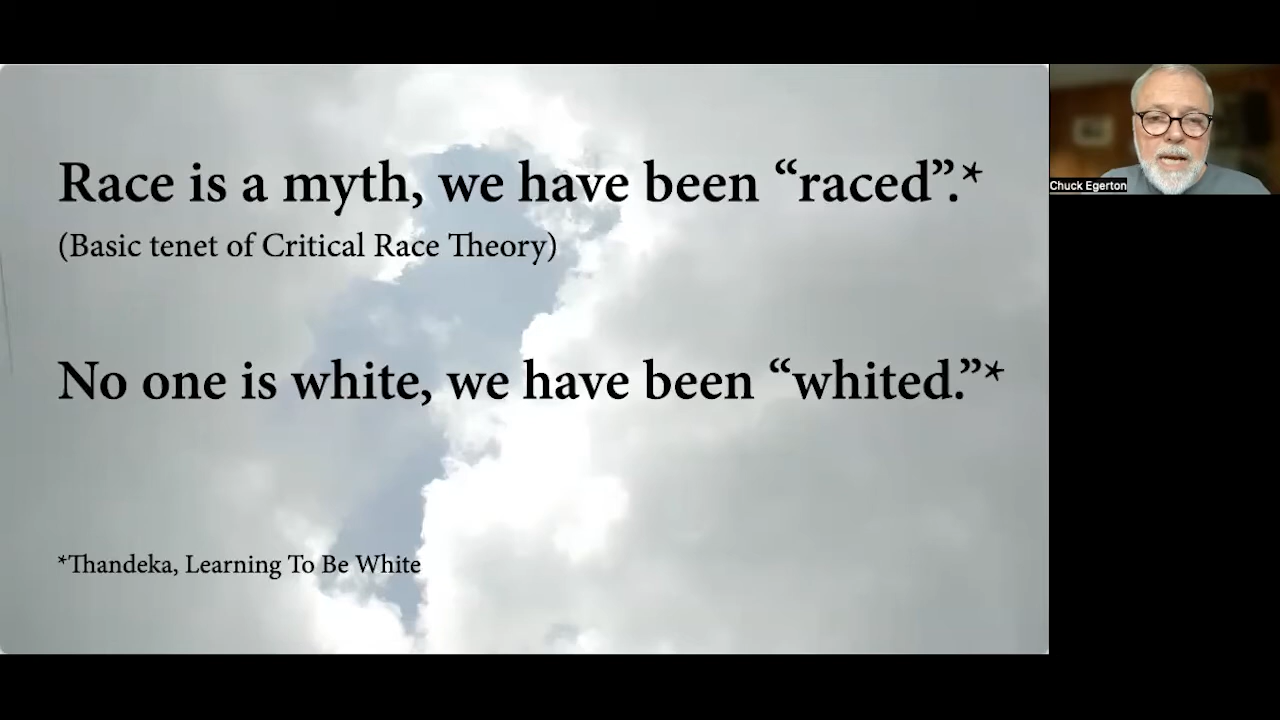 Race is a myth, we have been “raced”.*
(Basic tenet of Critical Race Theory)
No one is white, we have been “whited.”*
*Thandeka, Learning To Be White
Chuck Egerton